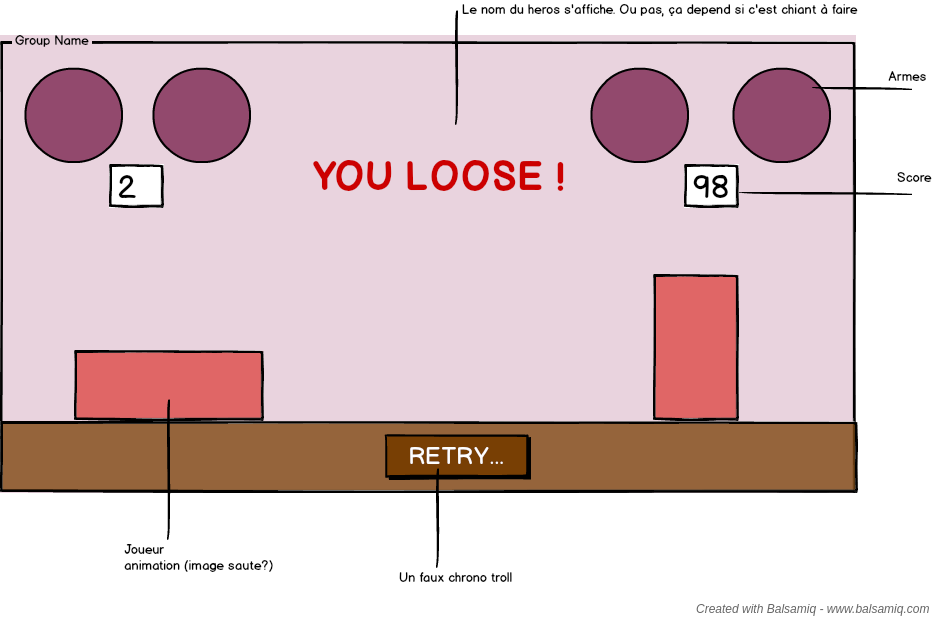 Le nom du heros s'affiche. Ou pas, ça depend si c'est chiant à faire
Group Name
Armes
YOU LOOSE !
Score
2
98
RETRY...
Joueur
animation (image saute?)
Un faux chrono troll
Created with Balsamiq - www.balsamiq.com